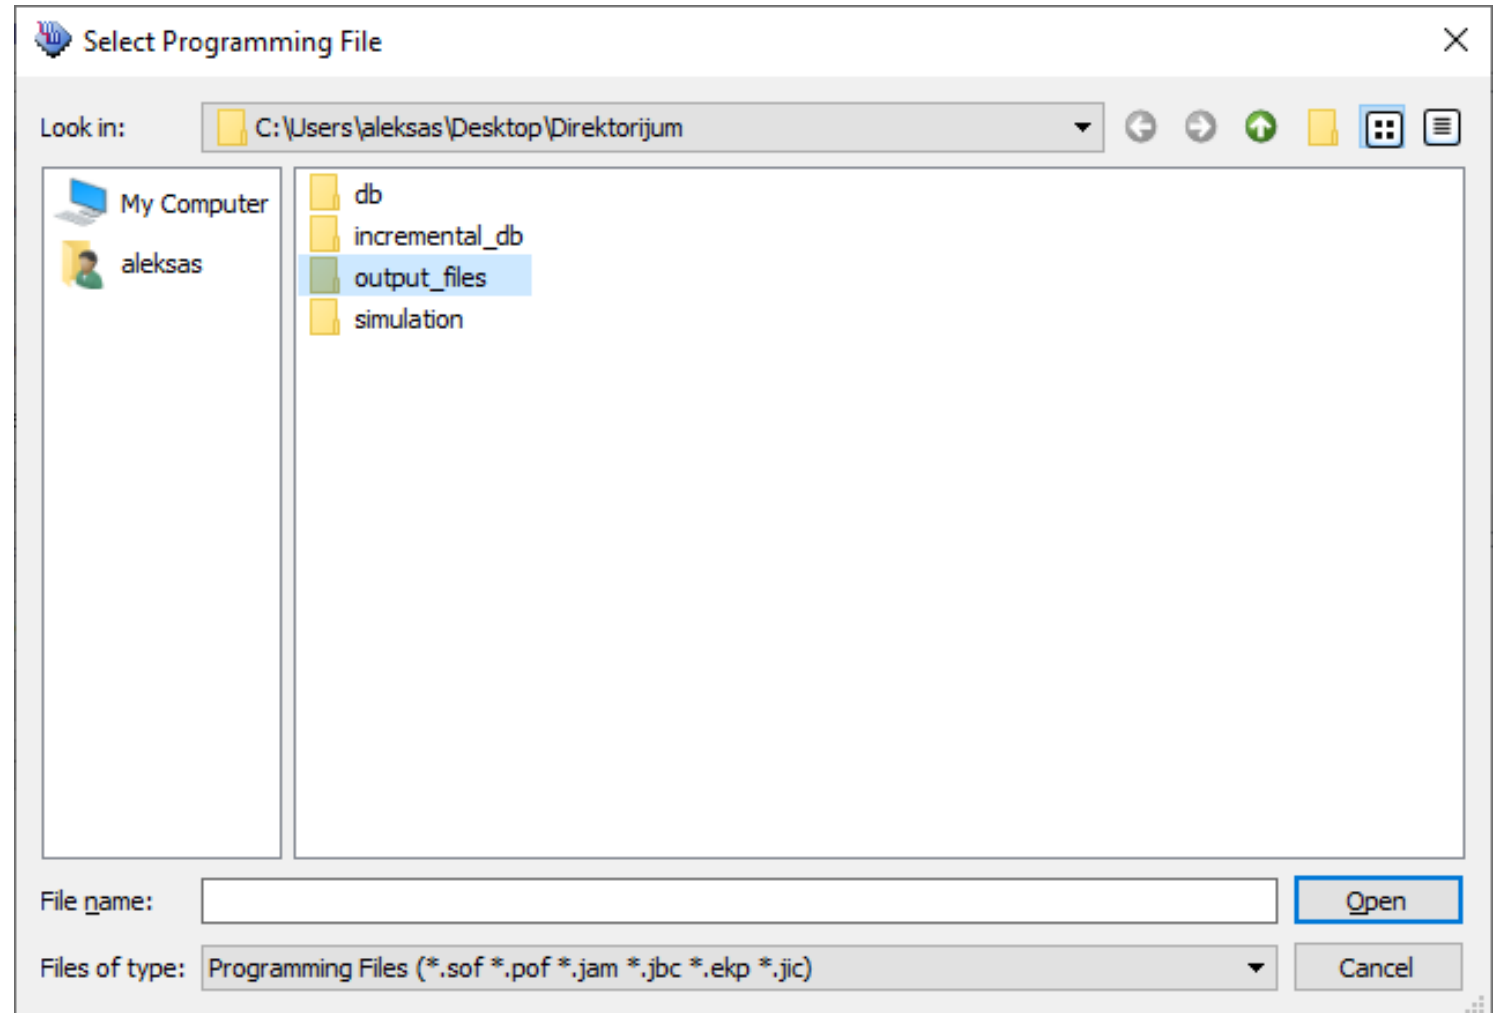 Select Programming File
Look in:
C:\Users\aleksas\Desktop\Direktorijum
My Computer
aleksas
db
incremental_db
output_files
simulation
File name:
Open
Files of type:
Programming Files (*.sof *.pof *.jam *.jbc *.ekp *.jic)
Cancel